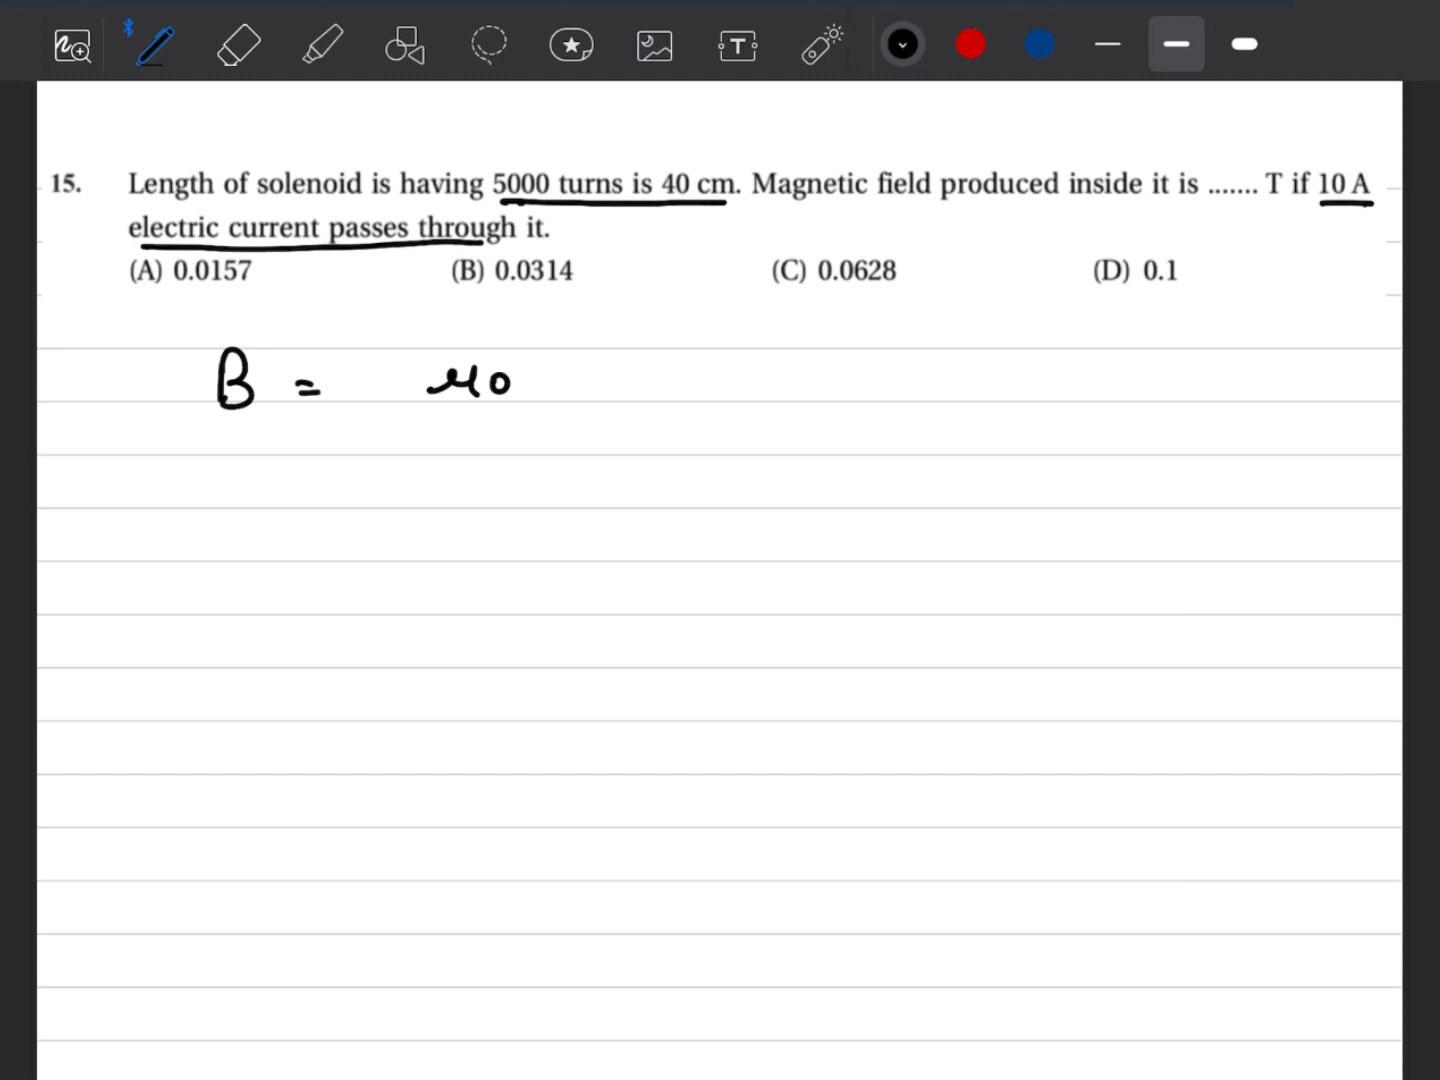 15. Length of solenoid is having 5000 turns is 40 cm. Magnetic field produced inside it is ....... T if 10 A
electric current passes through it.
(A) 0.0157 (B) 0.0314 (C) 0.0628 (D) 0.1
B = μ0